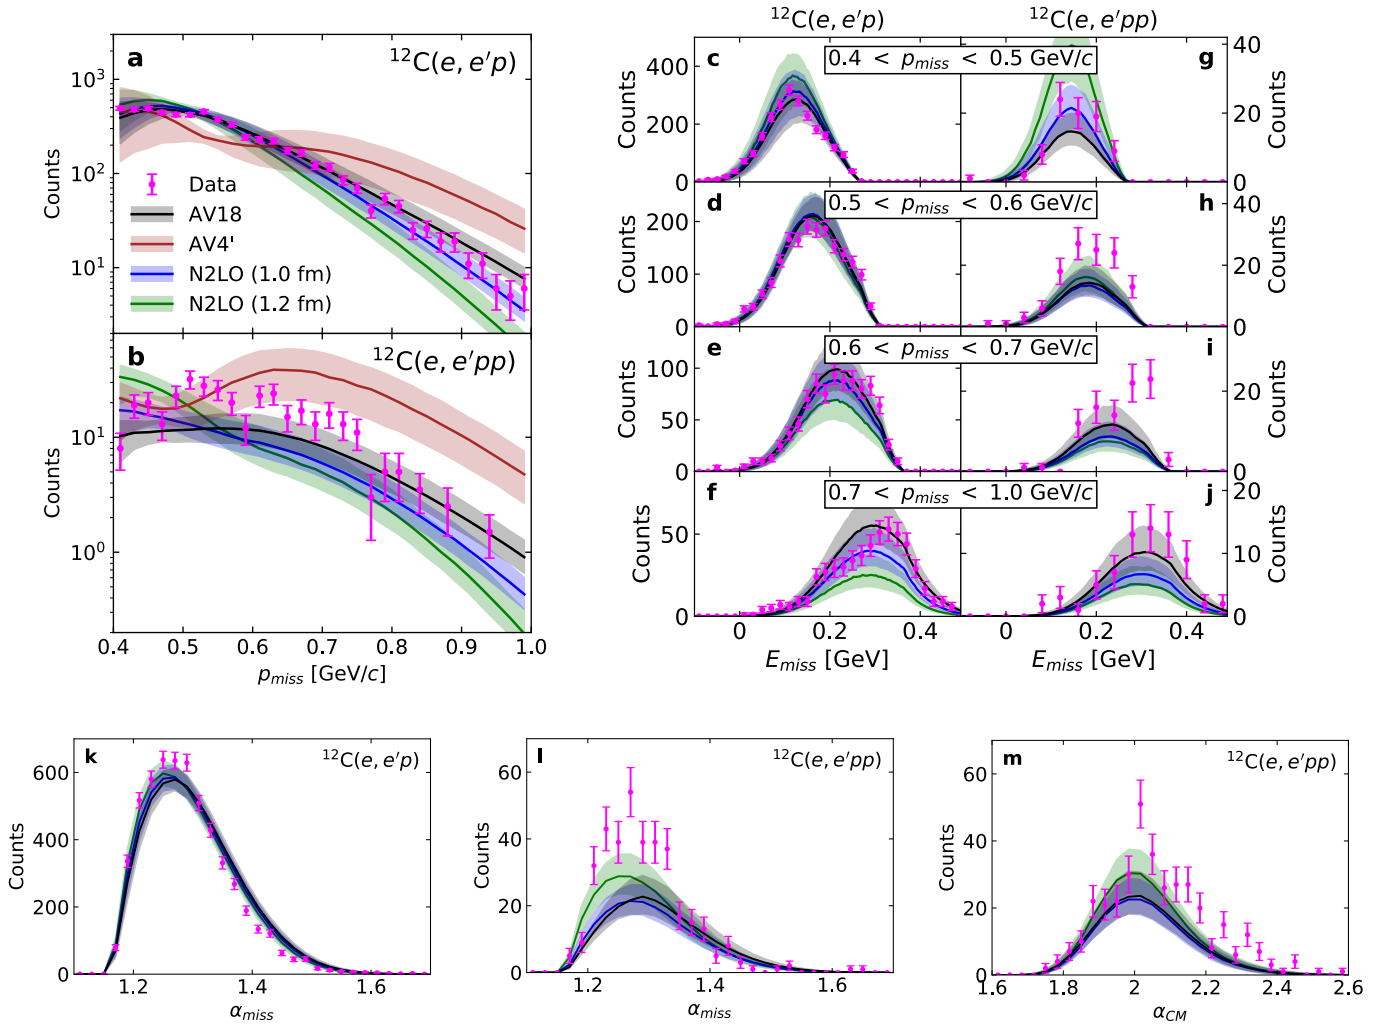 a
¹²C(e, e′p)
10³
10²
10¹
Counts
Data
AV18
AV4'
N2LO (1.0 fm)
N2LO (1.2 fm)
b
¹²C(e, e′pp)
10¹
10⁰
Counts
0.4 0.5 0.6 0.7 0.8 0.9 1.0
p_miss [GeV/c]
¹²C(e, e′p) ¹²C(e, e′pp)
c
0.4 < p_miss < 0.5 GeV/c
g
400
200
0
Counts
40
20
0
Counts
d
0.5 < p_miss < 0.6 GeV/c
h
200
100
0
Counts
40
20
0
Counts
e
0.6 < p_miss < 0.7 GeV/c
i
100
50
0
Counts
20
0
Counts
f
0.7 < p_miss < 1.0 GeV/c
j
50
0
Counts
20
10
0
Counts
0 0.2 0.4 0 0.2 0.4
E_miss [GeV] E_miss [GeV]
k
¹²C(e, e′p)
600
400
200
0
Counts
1.2 1.4 1.6
α_miss
l
¹²C(e, e′pp)
60
40
20
0
Counts
1.2 1.4 1.6
α_miss
m
¹²C(e, e′pp)
60
40
20
0
Counts
1.6 1.8 2 2.2 2.4 2.6
α_CM